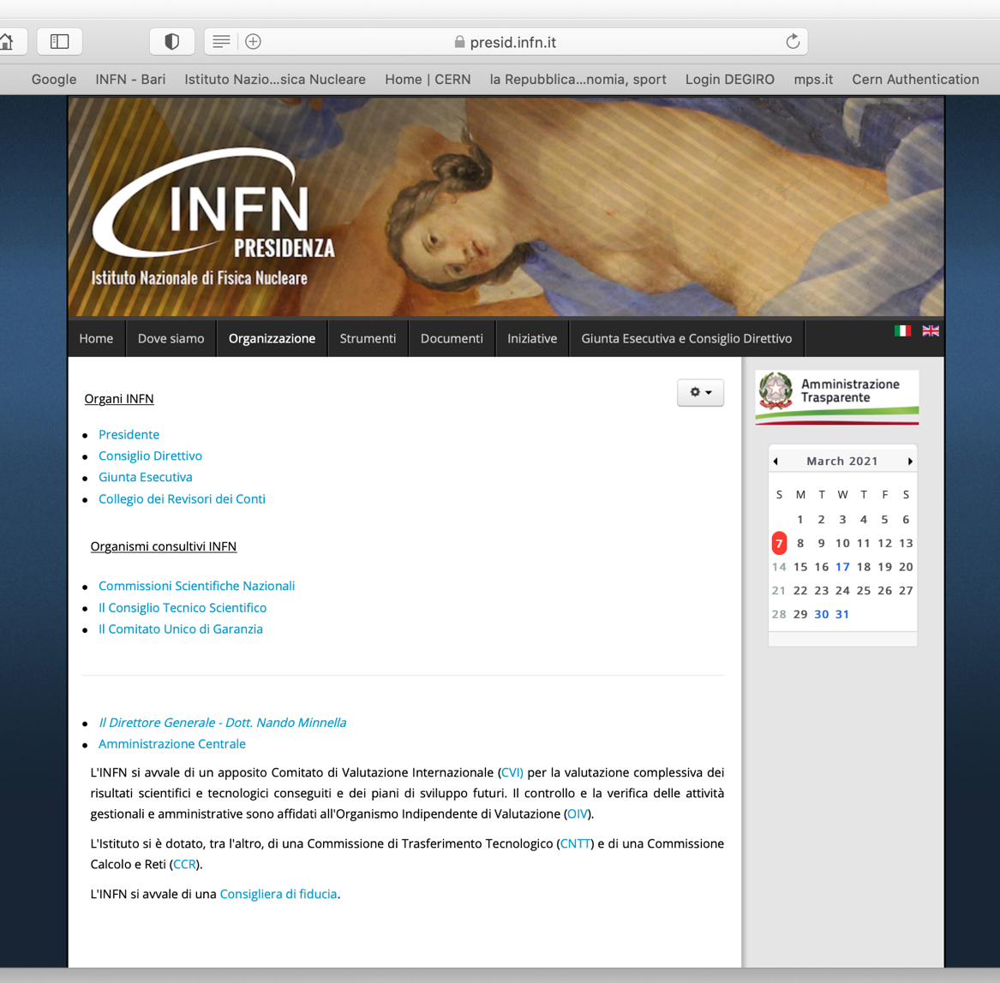 presid.infn.it
Google INFN - Bari Istituto Nazio...sica Nucleare Home | CERN la Repubblica...nomia, sport Login DEGIRO mps.it Cern Authentication
INFN
PRESIDENZA
Istituto Nazionale di Fisica Nucleare
Home Dove siamo Organizzazione Strumenti Documenti Iniziative Giunta Esecutiva e Consiglio Direttivo
Organi INFN
Presidente
Consiglio Direttivo
Giunta Esecutiva
Collegio dei Revisori dei Conti
Organismi consultivi INFN
Commissioni Scientifiche Nazionali
Il Consiglio Tecnico Scientifico
Il Comitato Unico di Garanzia
Il Direttore Generale - Dott. Nando Minnella
Amministrazione Centrale
L'INFN si avvale di un apposito Comitato di Valutazione Internazionale (CVI) per la valutazione complessiva dei
risultati scientifici e tecnologici conseguiti e dei piani di sviluppo futuri. Il controllo e la verifica delle attività
gestionali e amministrative sono affidati all'Organismo Indipendente di Valutazione (OIV).
L'Istituto si è dotato, tra l'altro, di una Commissione di Trasferimento Tecnologico (CNTT) e di una Commissione
Calcolo e Reti (CCR).
L'INFN si avvale di una Consigliera di fiducia.
Amministrazione
Trasparente
March 2021
S M T W T F S
1 2 3 4 5 6
7 8 9 10 11 12 13
14 15 16 17 18 19 20
21 22 23 24 25 26 27
28 29 30 31